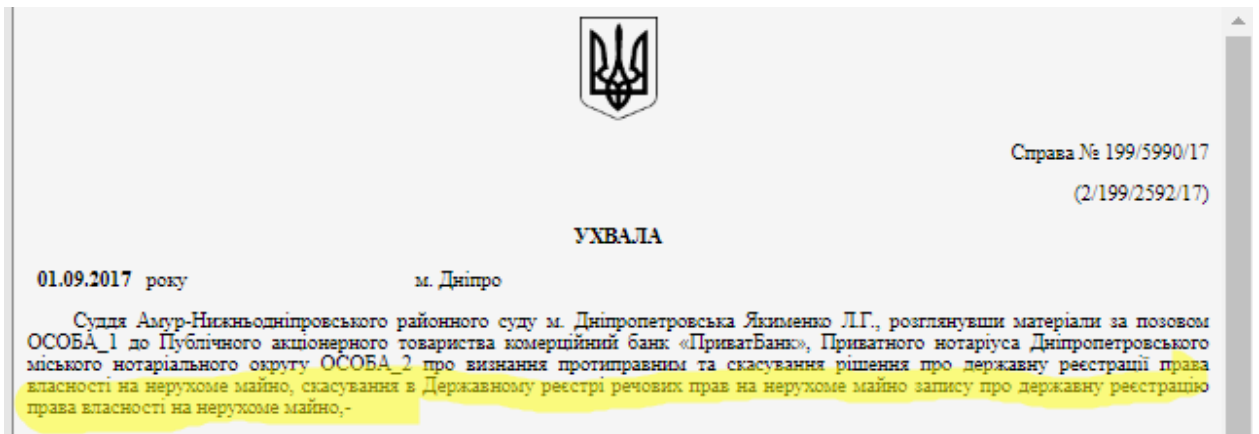 Справа № 199/5990/17
(2/199/2592/17)
УХВАЛА
01.09.2017 року м. Дніпро
Суддя Амур-Нижньодніпровського районного суду м. Дніпропетровська Якименко Л.Г., розглянувши матеріали за позовом
ОСОБА_1 до Публічного акціонерного товариства комерційний банк «ПриватБанк», Приватного нотаріуса Дніпропетровського
міського нотаріального округу ОСОБА_2 про визнання протиправним та скасування рішення про державну реєстрації права
власності на нерухоме майно, скасування в Державному реєстрі речових прав на нерухоме майно запису про державну реєстрацію
права власності на нерухоме майно,-